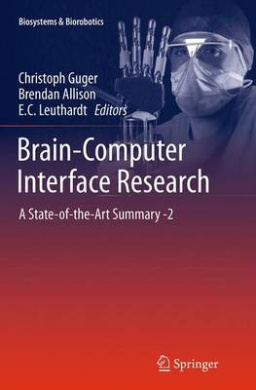 Biosystems & Biorobotics
Christoph Guger
Brendan Allison
E.C. Leuthardt Editors
Brain-Computer
Interface Research
A State-of-the-Art Summary -2
Springer